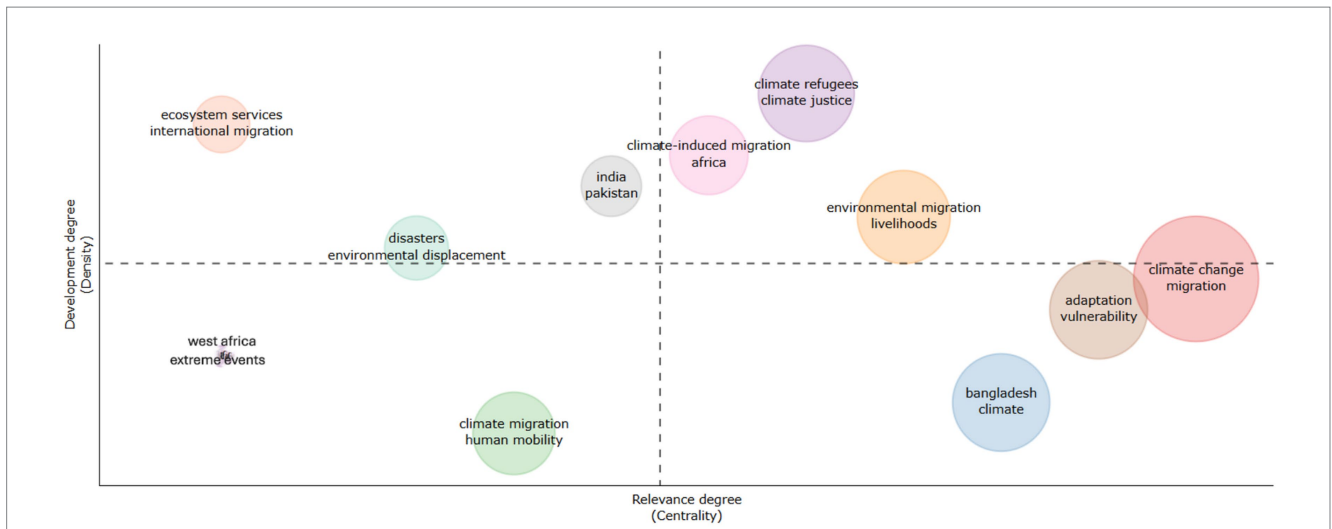 climate refugees
climate justice
ecosystem services
international migration
climate-induced migration
africa
india
pakistan
environmental migration
livelihoods
disasters
environmental displacement
climate change
migration
adaptation
vulnerability
west africa
extreme events
bangladesh
climate
climate migration
human mobility
Development degree
(Density)
Relevance degree
(Centrality)